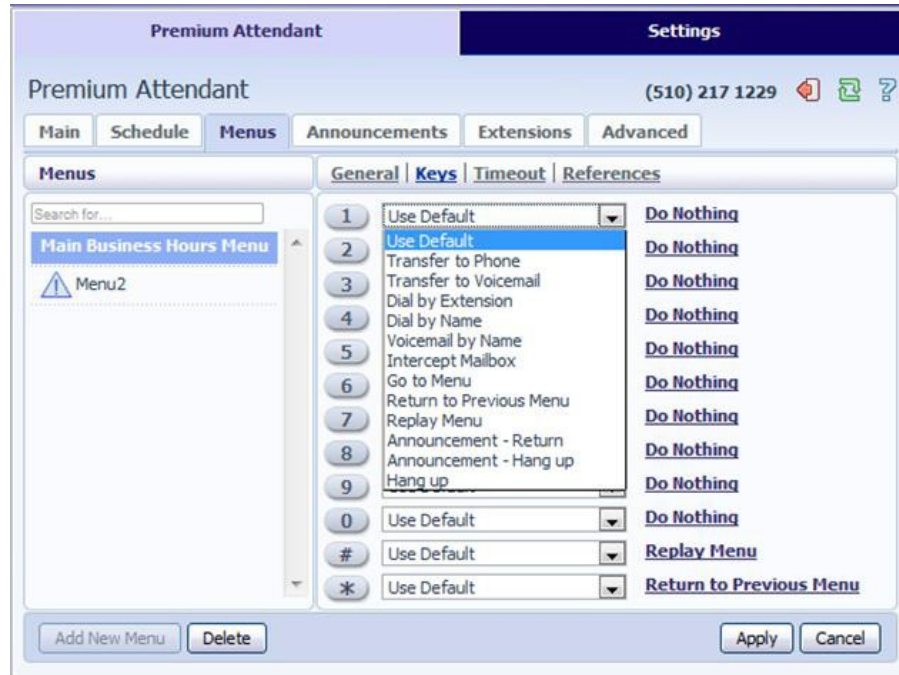 Premium Attendant
Settings
Premium Attendant
(510) 217 1229
Main Schedule Menus Announcements Extensions Advanced
Menus
General | Keys | Timeout | References
Search for...
Main Business Hours Menu
Menu2
1 Use Default Do Nothing
Use Default
2 Do Nothing
Transfer to Phone
3 Transfer to Voicemail Do Nothing
Dial by Extension
4 Do Nothing
Dial by Name
Voicemail by Name
5 Do Nothing
Intercept Mailbox
6 Go to Menu Do Nothing
Return to Previous Menu
7 Replay Menu Do Nothing
Announcement - Return
8 Do Nothing
Announcement - Hang up
Hang up
9 Do Nothing
0 Use Default Do Nothing
# Use Default Replay Menu
* Use Default Return to Previous Menu
Add New Menu Delete Apply Cancel